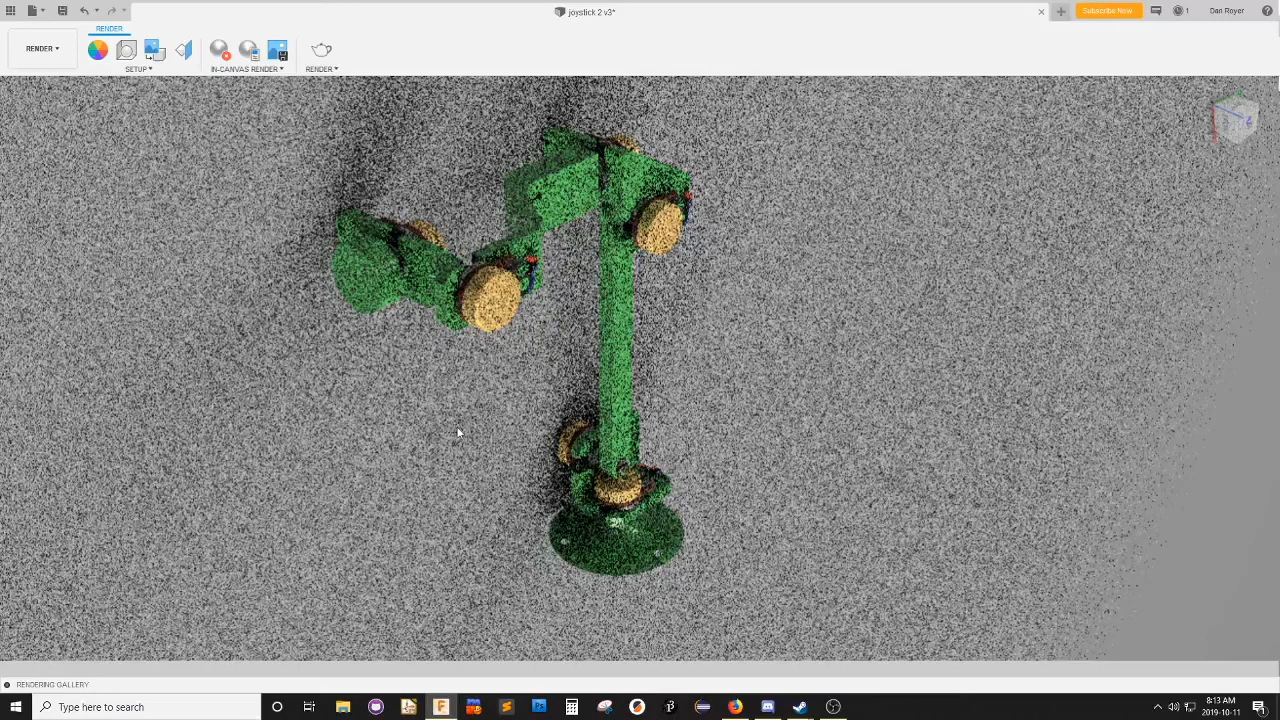 joystick 2 v3*
Subscribe Now
1
Dan Royer
RENDER
RENDER
SETUP
IN-CANVAS RENDER
RENDER
RENDERING GALLERY
Type here to search
8:13 AM
2019-10-11